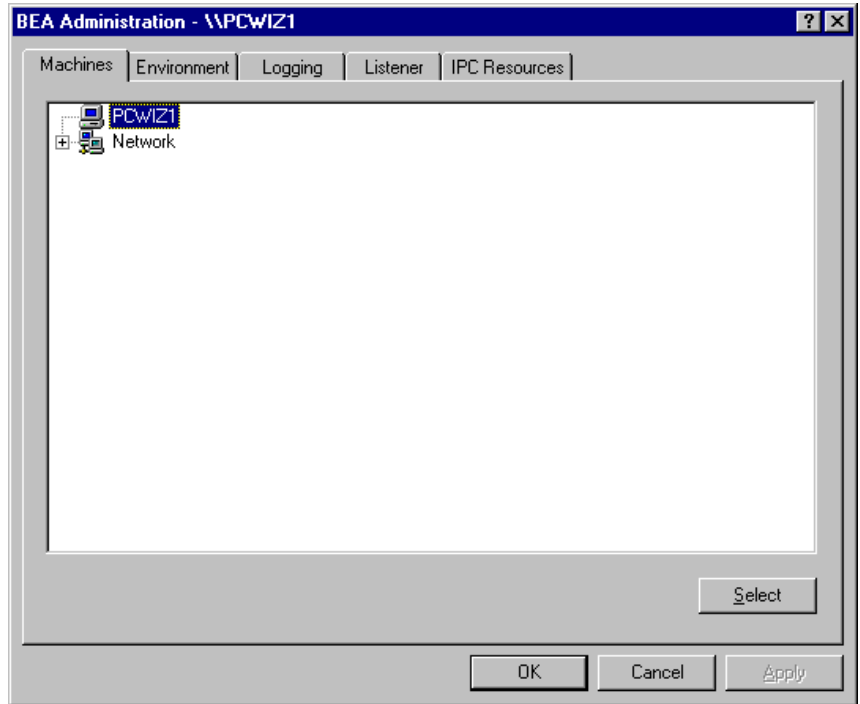 BEA Administration - \\PCWIZ1
Machines Environment Logging Listener IPC Resources
PCWIZ1
Network
Select
OK Cancel Apply